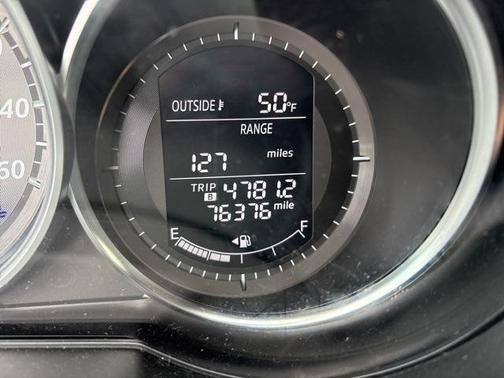 OUTSIDE 50°F
RANGE
127 miles
TRIP B 4781.2
76376 mile
E F
40
60